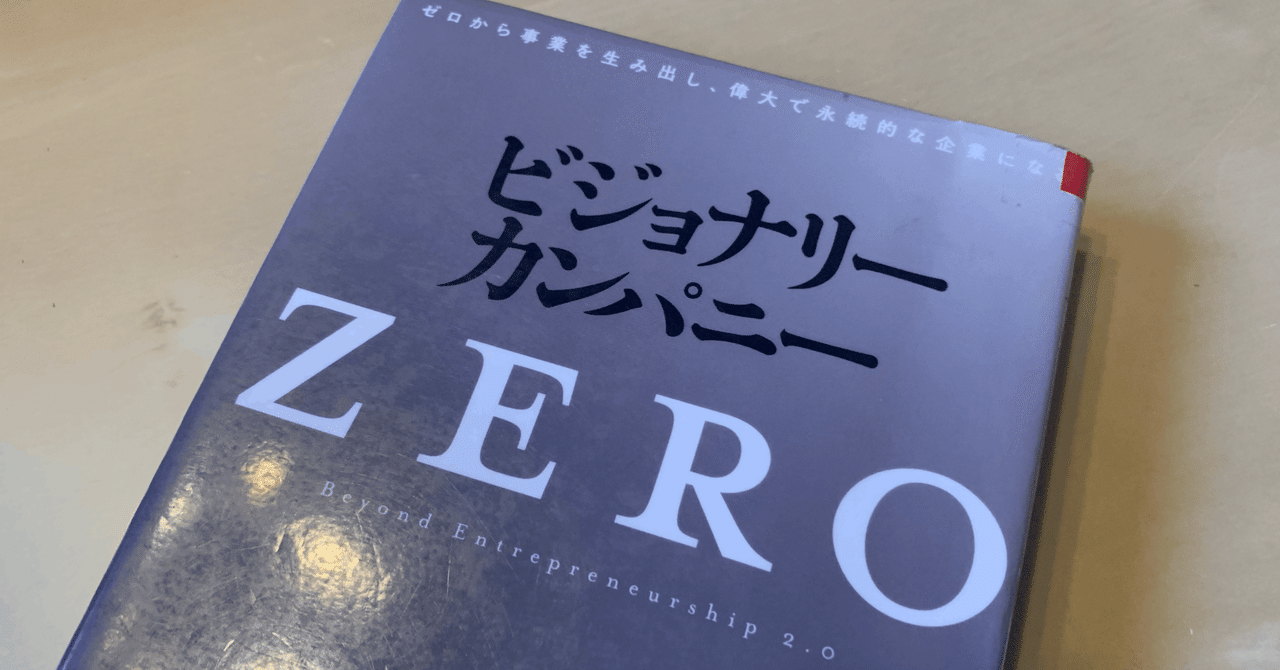 ゼロから事業を生み出し、偉大で永続的な企業にな
ビジョナリー
カンパニー
ZERO
Beyond Entrepreneurship 2.0